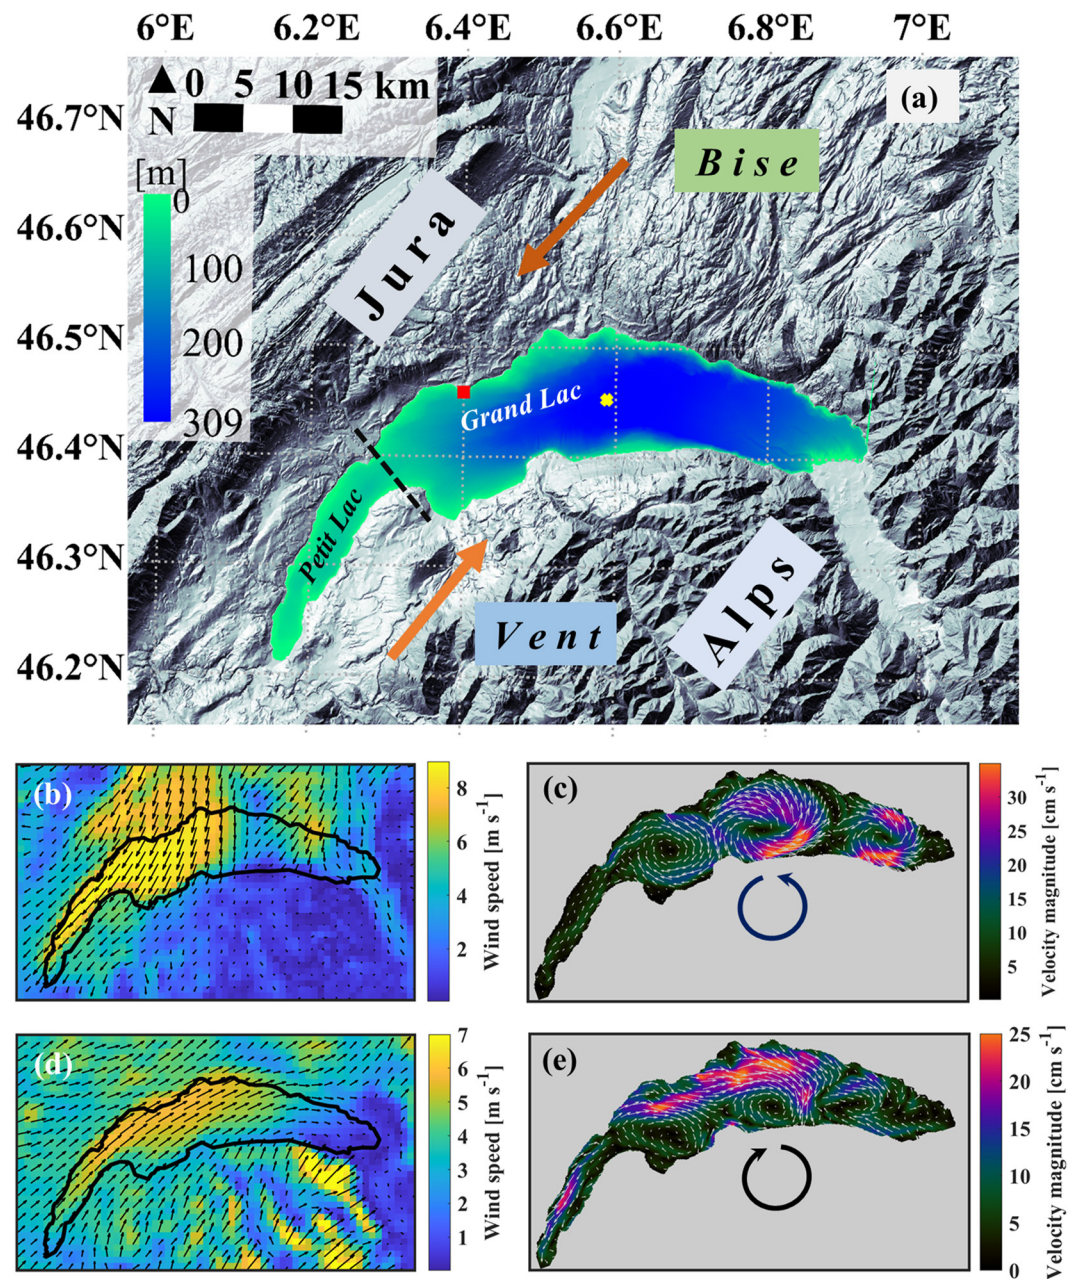 6°E 6.2°E 6.4°E 6.6°E 6.8°E 7°E
(a)
0 5 10 15 km
N
46.7°N
46.6°N
46.5°N
46.4°N
46.3°N
46.2°N
[m]
0
100
200
309
Bise
Jura
Grand Lac
Petit Lac
Vent
Alps
(b)
8
6
4
2
Wind speed [m s-1]
(c)
30
25
20
15
10
5
Velocity magnitude [cm s-1]
(d)
7
6
5
4
3
2
1
Wind speed [m s-1]
(e)
25
20
15
10
5
0
Velocity magnitude [cm s-1]